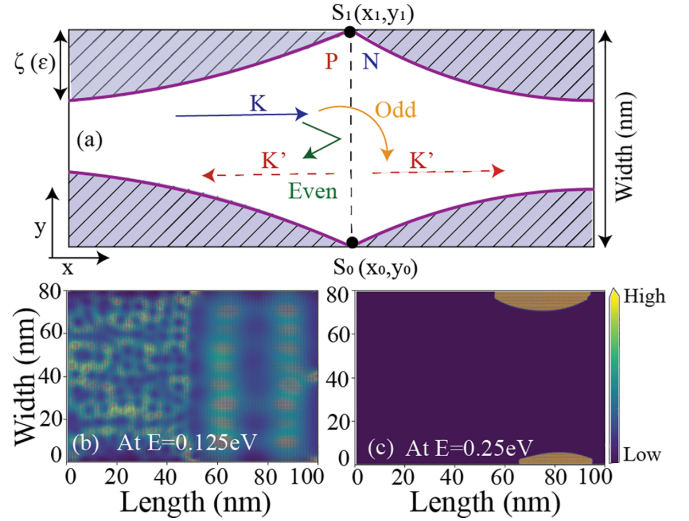 S₁(x₁,y₁)
ζ (ε)
P N
K
Odd
(a)
K’ K’
Even
Width (nm)
y
x
S₀ (x₀,y₀)
80
60
40
20
0
Width (nm)
(b) At E=0.125eV
0 20 40 60 80 100
Length (nm)
80
60
40
20
0
(c) At E=0.25eV
0 20 40 60 80 100
Length (nm)
High
Low